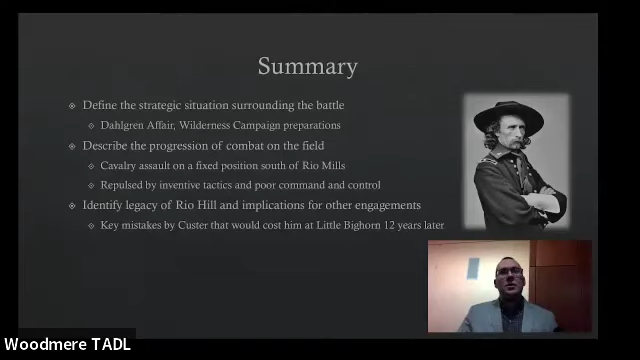 Summary
Define the strategic situation surrounding the battle
Dahlgren Affair, Wilderness Campaign preparations
Describe the progression of combat on the field
Cavalry assault on a fixed position south of Rio Mills
Repulsed by inventive tactics and poor command and control
Identify legacy of Rio Hill and implications for other engagements
Key mistakes by Custer that would cost him at Little Bighorn 12 years later
Woodmere TADL